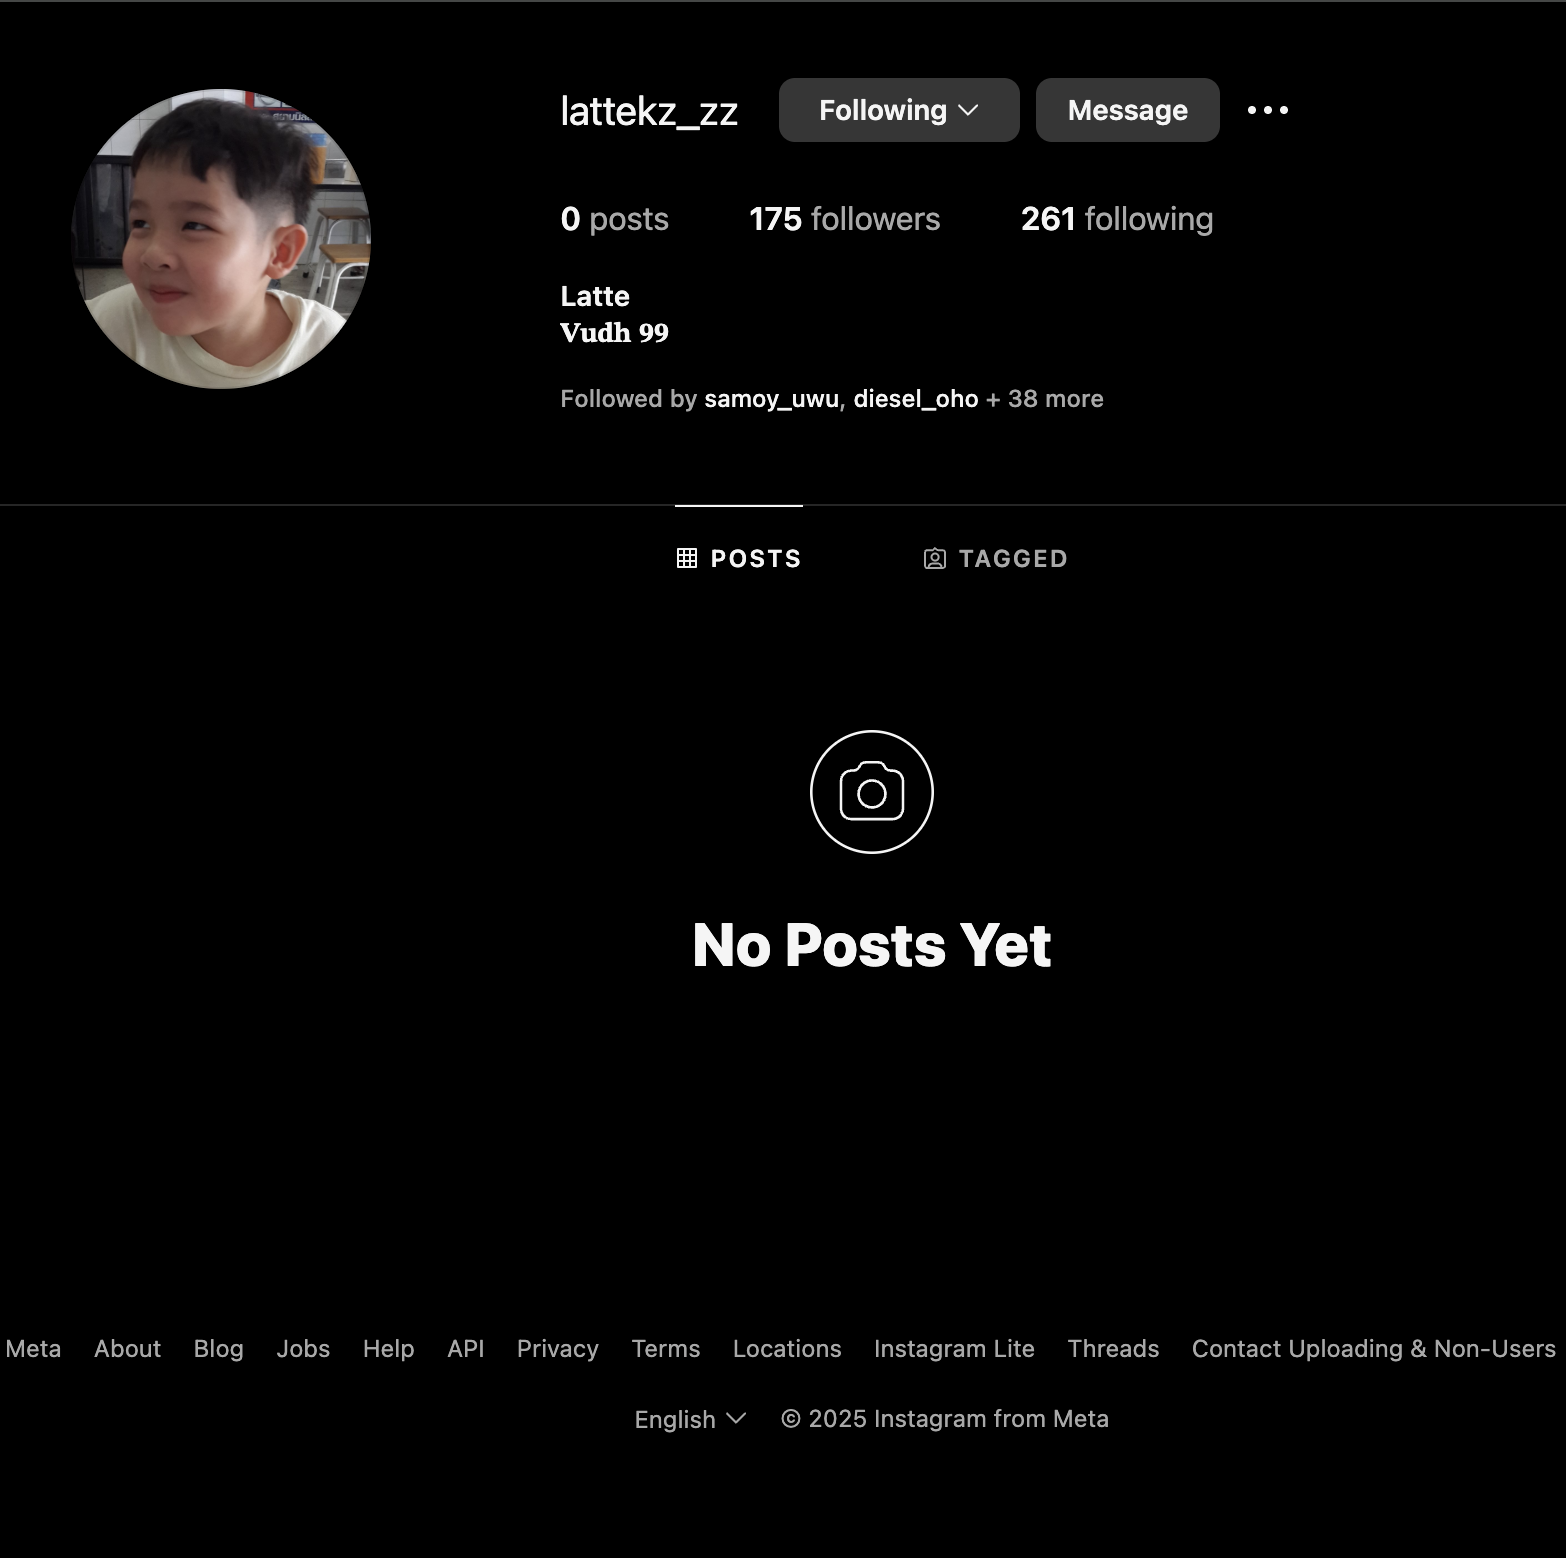 lattekz_zz Following Message
0 posts 175 followers 261 following
Latte
Vudh 99
Followed by samoy_uwu, diesel_oho + 38 more
POSTS TAGGED
No Posts Yet
Meta About Blog Jobs Help API Privacy Terms Locations Instagram Lite Threads Contact Uploading & Non-Users
English © 2025 Instagram from Meta